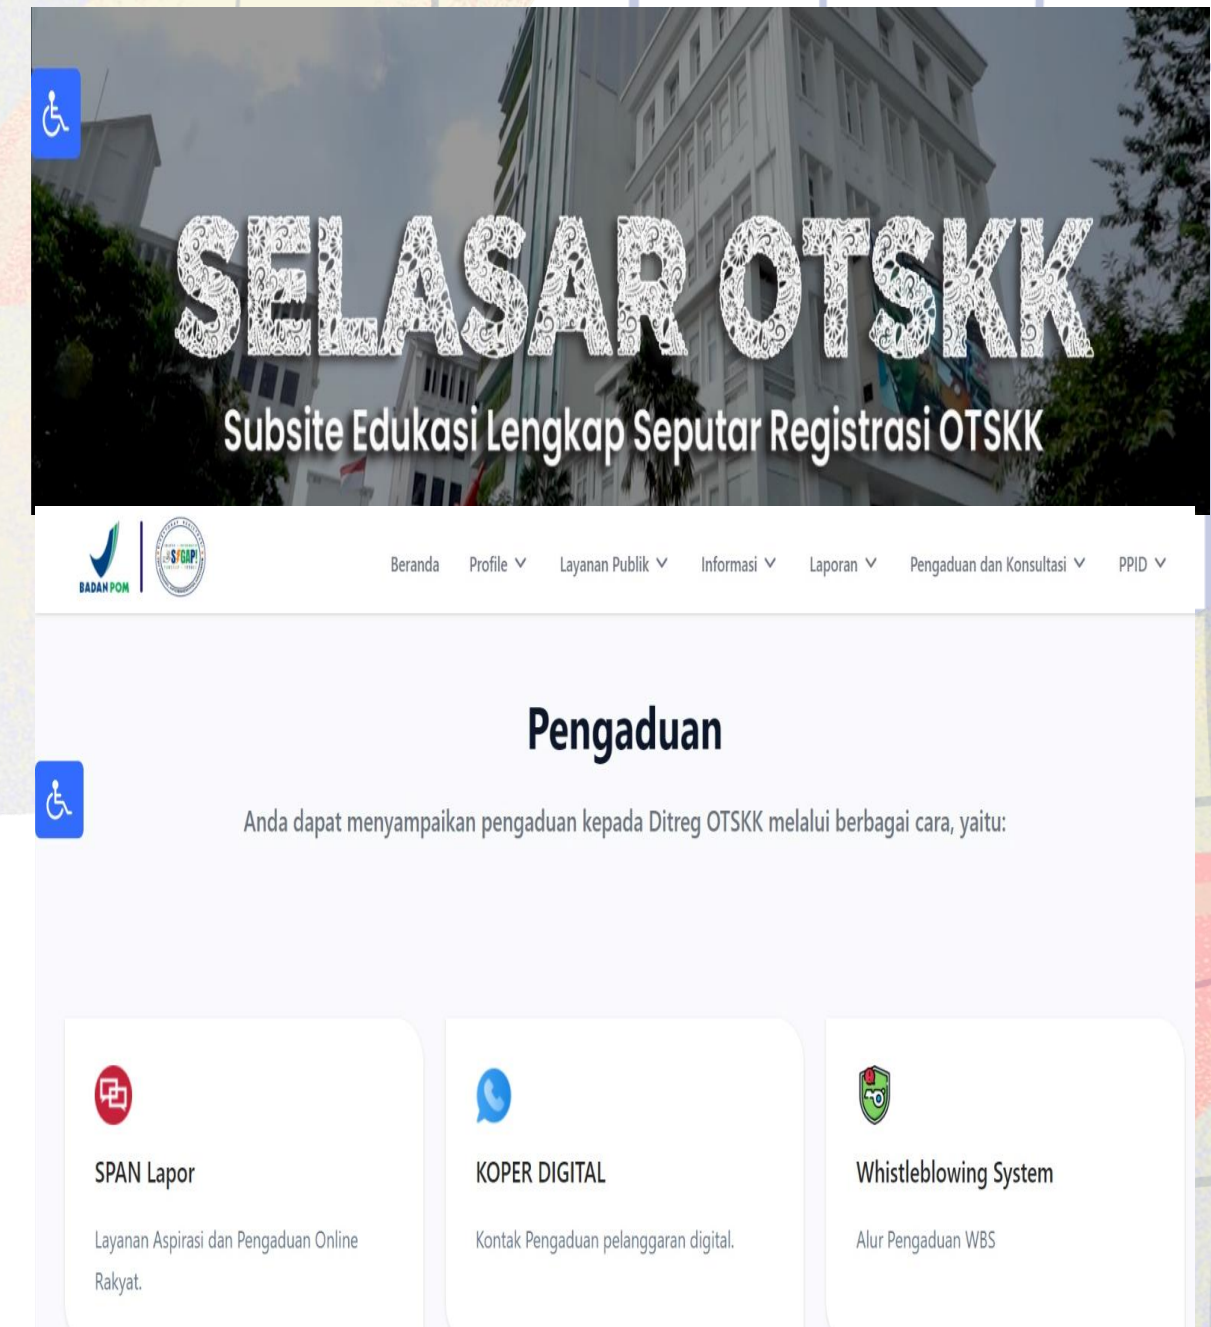 SELASAR OTSKK
Subsite Edukasi Lengkap Seputar Registrasi OTSKK
BADAN POM
Beranda Profile Layanan Publik Informasi Laporan Pengaduan dan Konsultasi PPID
Pengaduan
Anda dapat menyampaikan pengaduan kepada Ditreg OTSKK melalui berbagai cara, yaitu:
SPAN Lapor
KOPER DIGITAL
Whistleblowing System
Layanan Aspirasi dan Pengaduan Online
Rakyat.
Kontak Pengaduan pelanggaran digital.
Alur Pengaduan WBS